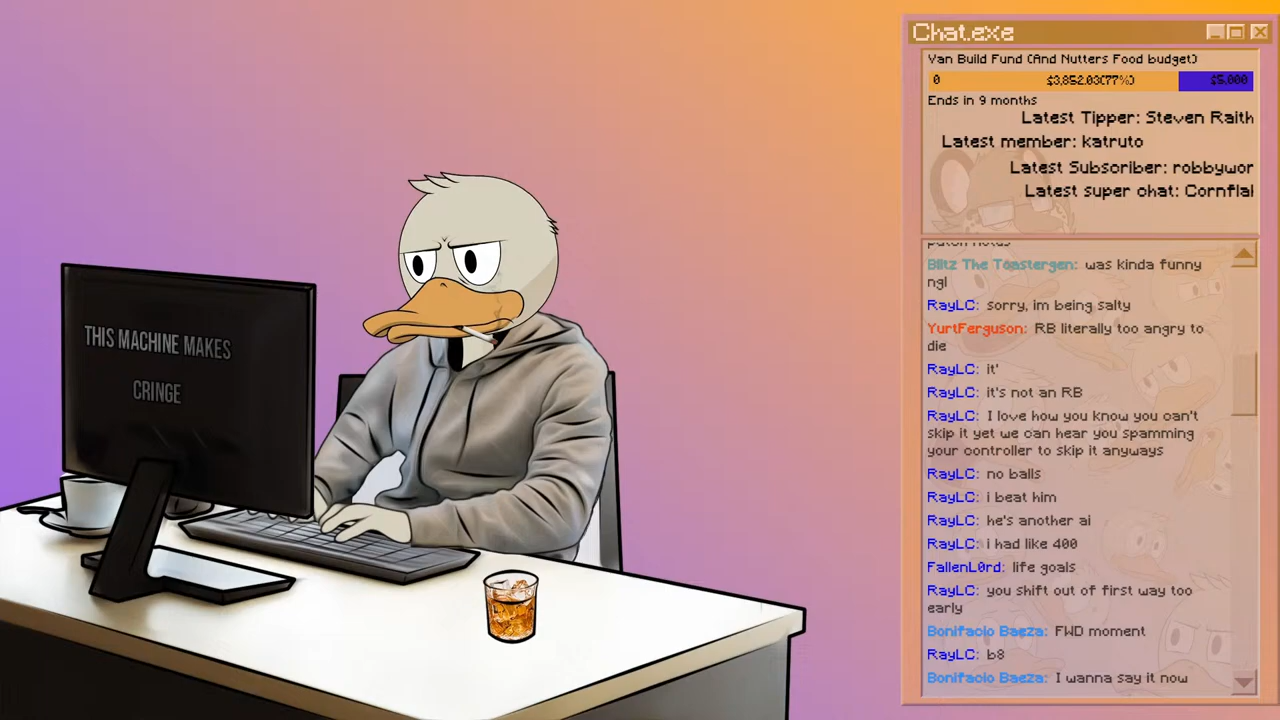 Chat.exe
Van Build Fund (And Nutters Food budget)
0 $3,852.03(77%) $5,000
Ends in 9 months
Latest Tipper: Steven Raith
Latest member: katruto
Latest Subscriber: robbywor
Latest super chat: Cornflal
THIS MACHINE MAKES
CRINGE
Blitz The Toastergen: was kinda funny
ngl
RayLC: sorry, im being salty
YurtFerguson: RB literally too angry to
die
RayLC: it'
RayLC: it's not an RB
RayLC: I love how you know you can't
skip it yet we can hear you spamming
your controller to skip it anyways
RayLC: no balls
RayLC: i beat him
RayLC: he's another ai
RayLC: i had like 400
FallenL0rd: life goals
RayLC: you shift out of first way too
early
Bonifacio Baeza: FWD moment
RayLC: b8
Bonifacio Baeza: I wanna say it now